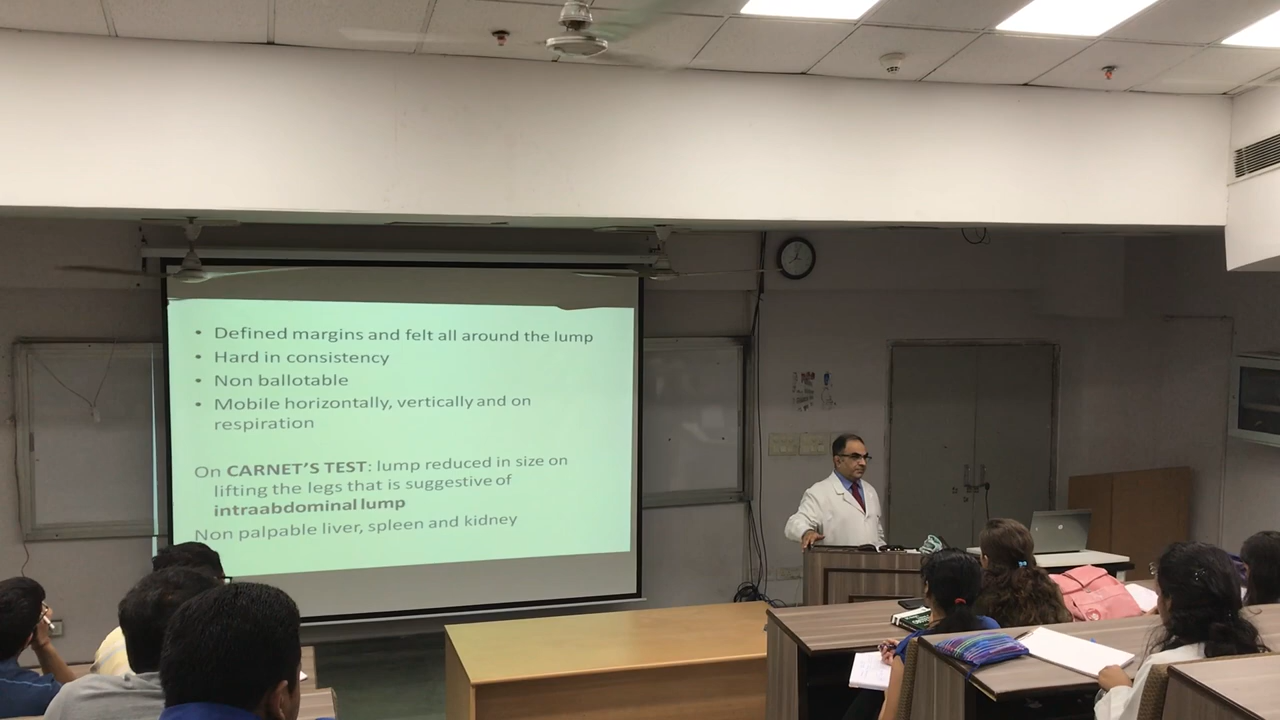 • Defined margins and felt all around the lump
• Hard in consistency
• Non ballotable
• Mobile horizontally, vertically and on
respiration
On CARNET'S TEST: lump reduced in size on
lifting the legs that is suggestive of
intraabdominal lump
Non palpable liver, spleen and kidney